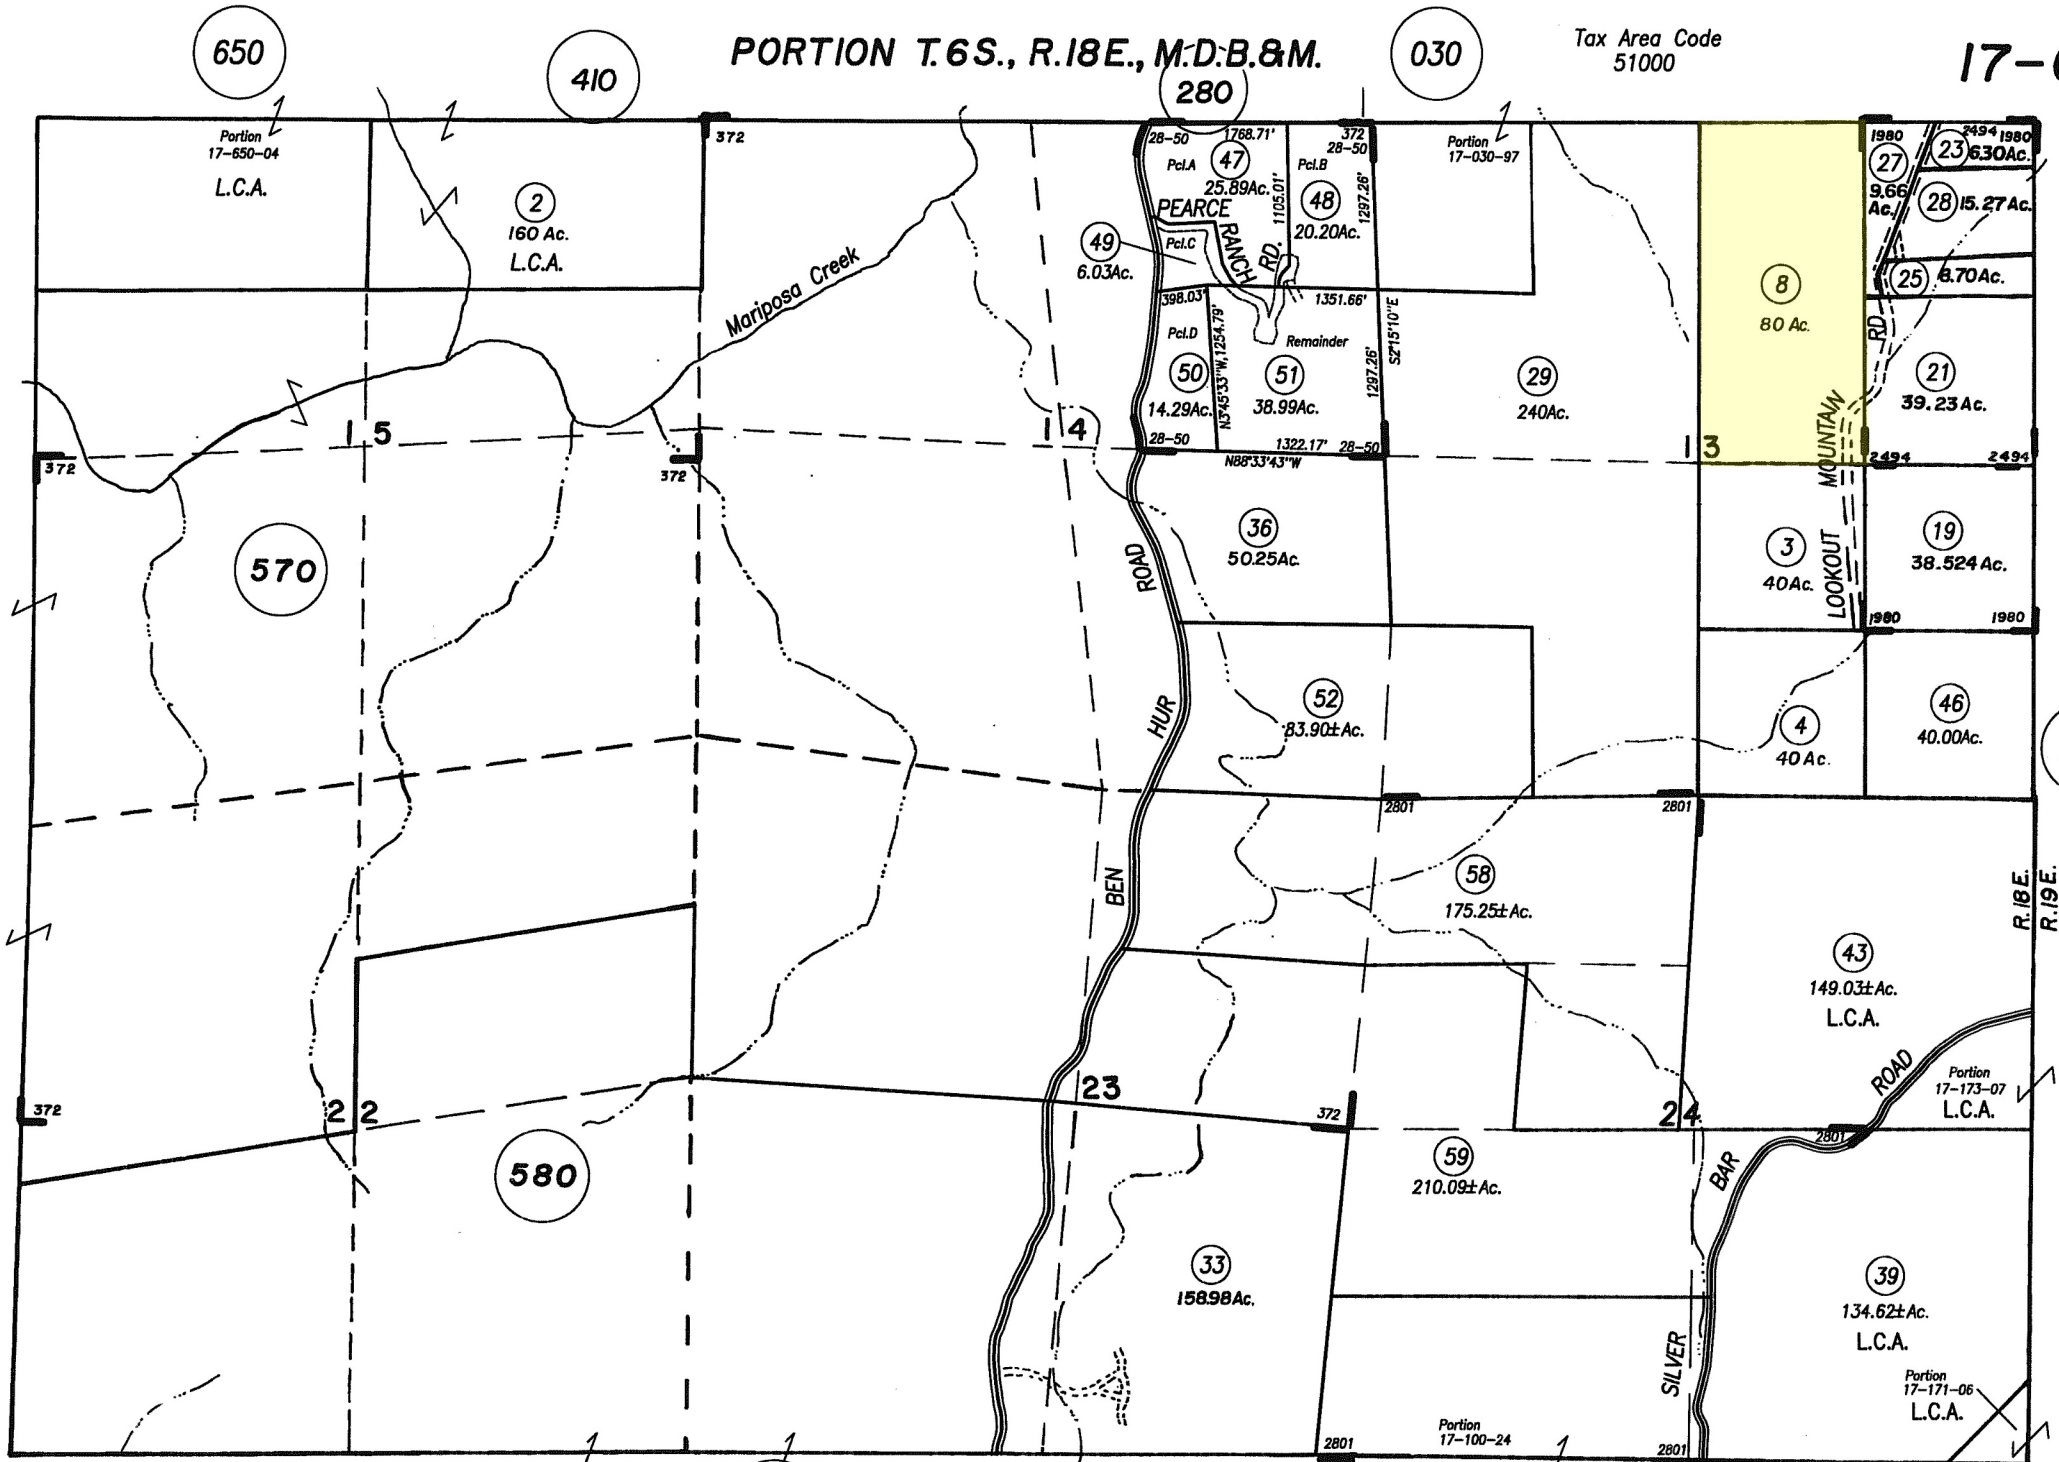 650
410
PORTION T.6S., R.18E., M.D.B.&M.
280
030
Tax Area Code
51000
Portion
17-650-04
L.C.A.
2
160 Ac.
L.C.A.
372
Mariposa Creek
28-50
1768.71'
372
28-50
Pcl.A
47
25.89Ac.
1105.01'
Pcl.B
48
20.20Ac.
1297.26'
PEARCE
RANCH
RD.
49
6.03Ac.
Pcl.C
398.03'
1351.66'
Pcl.D
50
14.29Ac.
N3°45'33"W, 1254.79'
Remainder
51
38.99Ac.
1297.26'
S2°15'10"E
28-50
1322.17'
28-50
N88°33'43"W
Portion
17-030-97
29
240Ac.
8
80 Ac.
1980
27
9.66
Ac.
2494
1980
23
6.30Ac.
28
15.27Ac.
25
8.70Ac.
21
39.23Ac.
2494
2494
LOOKOUT
MOUNTAIN
RD
15
14
13
372
372
570
36
50.25Ac.
3
40Ac.
19
38.524Ac.
1980
1980
52
83.90±Ac.
4
40Ac.
46
40.00Ac.
2801
2801
BEN
HUR
ROAD
58
175.25±Ac.
43
149.03±Ac.
L.C.A.
R.18E.
R.19E.
372
22
23
372
24
2801
Portion
17-173-07
L.C.A.
580
59
210.09±Ac.
33
158.98Ac.
SILVER
BAR
ROAD
39
134.62±Ac.
L.C.A.
Portion
17-171-06
L.C.A.
Portion
17-100-24
2801
2801